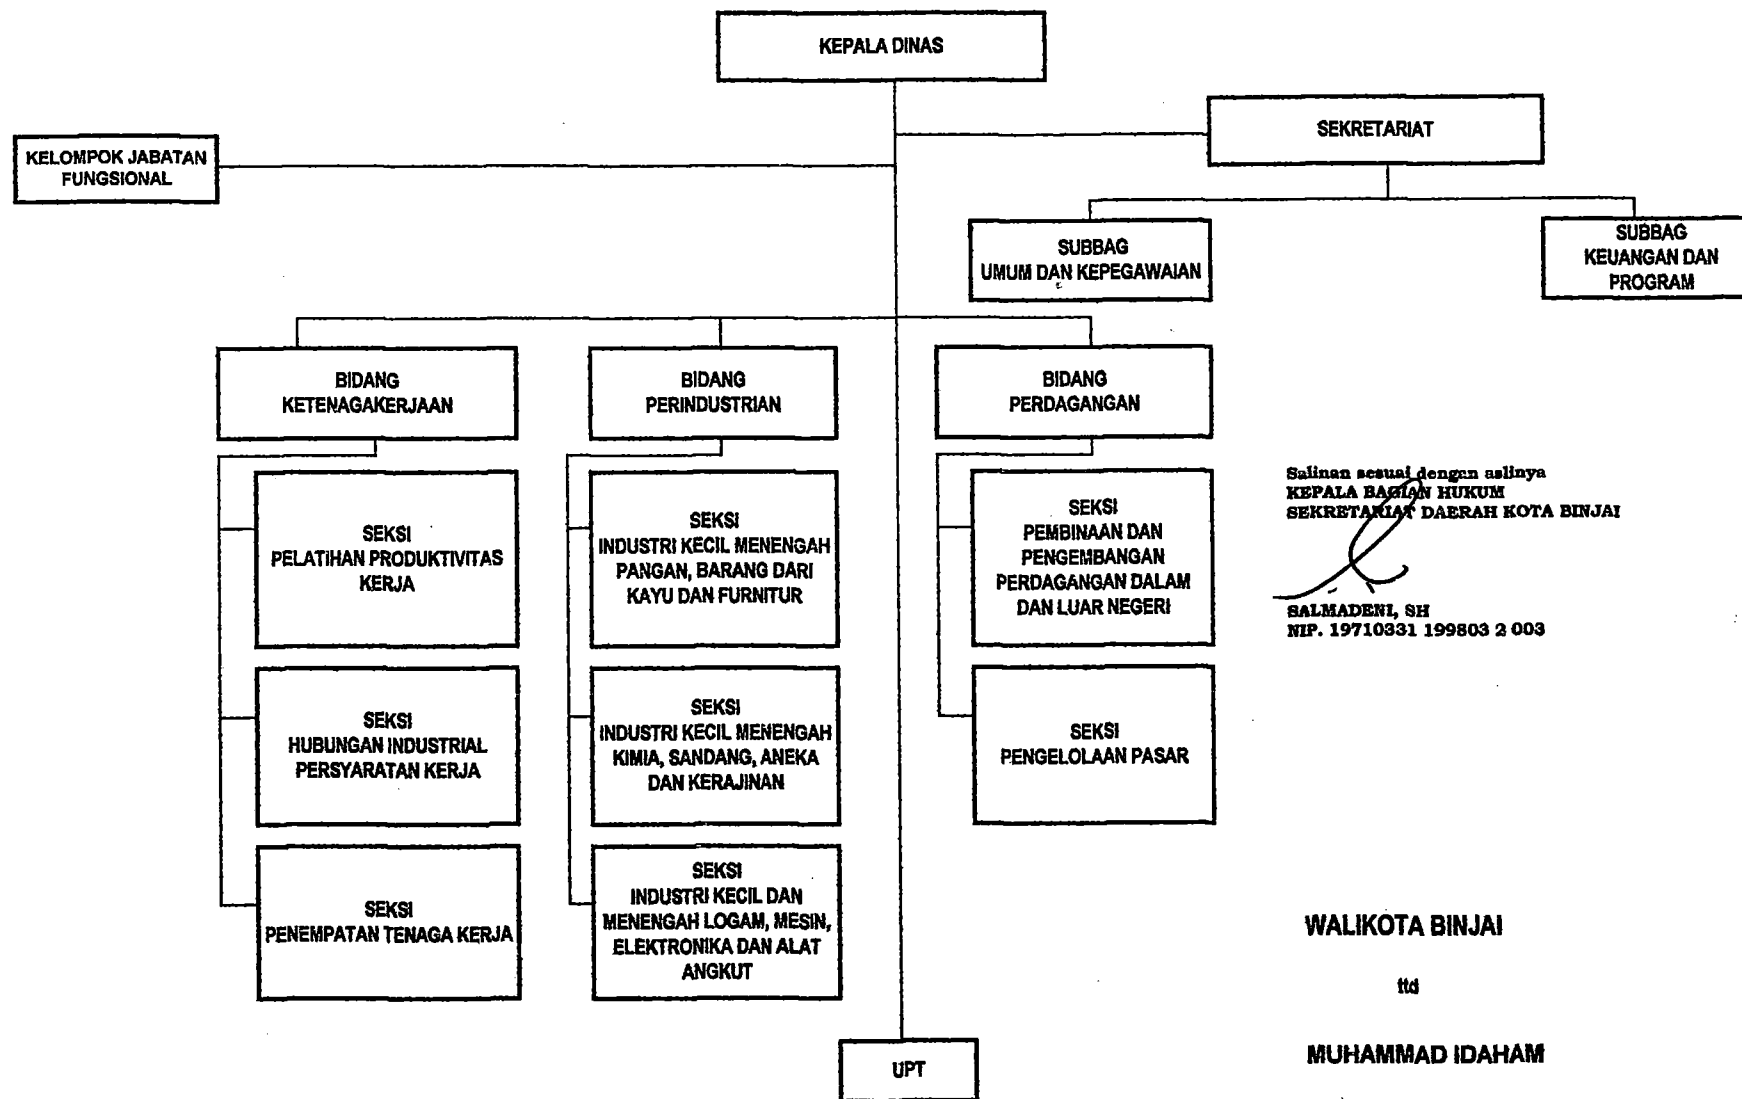 KEPALA DINAS
SEKRETARIAT
KELOMPOK JABATAN
FUNGSIONAL
SUBBAG
UMUM DAN KEPEGAWAIAN
SUBBAG
KEUANGAN DAN
PROGRAM
BIDANG
KETENAGAKERJAAN
BIDANG
PERINDUSTRIAN
BIDANG
PERDAGANGAN
SEKSI
PELATIHAN PRODUKTIVITAS
KERJA
SEKSI
INDUSTRI KECIL MENENGAH
PANGAN, BARANG DARI
KAYU DAN FURNITUR
SEKSI
PEMBINAAN DAN
PENGEMBANGAN
PERDAGANGAN DALAM
DAN LUAR NEGERI
Salinan sesuai dengan aslinya
KEPALA BAGIAN HUKUM
SEKRETARIAT DAERAH KOTA BINJAI
SALMADENI, SH
NIP. 19710331 199803 2 003
SEKSI
HUBUNGAN INDUSTRIAL
PERSYARATAN KERJA
SEKSI
INDUSTRI KECIL MENENGAH
KIMIA, SANDANG, ANEKA
DAN KERAJINAN
SEKSI
PENGELOLAAN PASAR
SEKSI
PENEMPATAN TENAGA KERJA
SEKSI
INDUSTRI KECIL DAN
MENENGAH LOGAM, MESIN,
ELEKTRONIKA DAN ALAT
ANGKUT
WALIKOTA BINJAI
ttd
MUHAMMAD IDAHAM
UPT